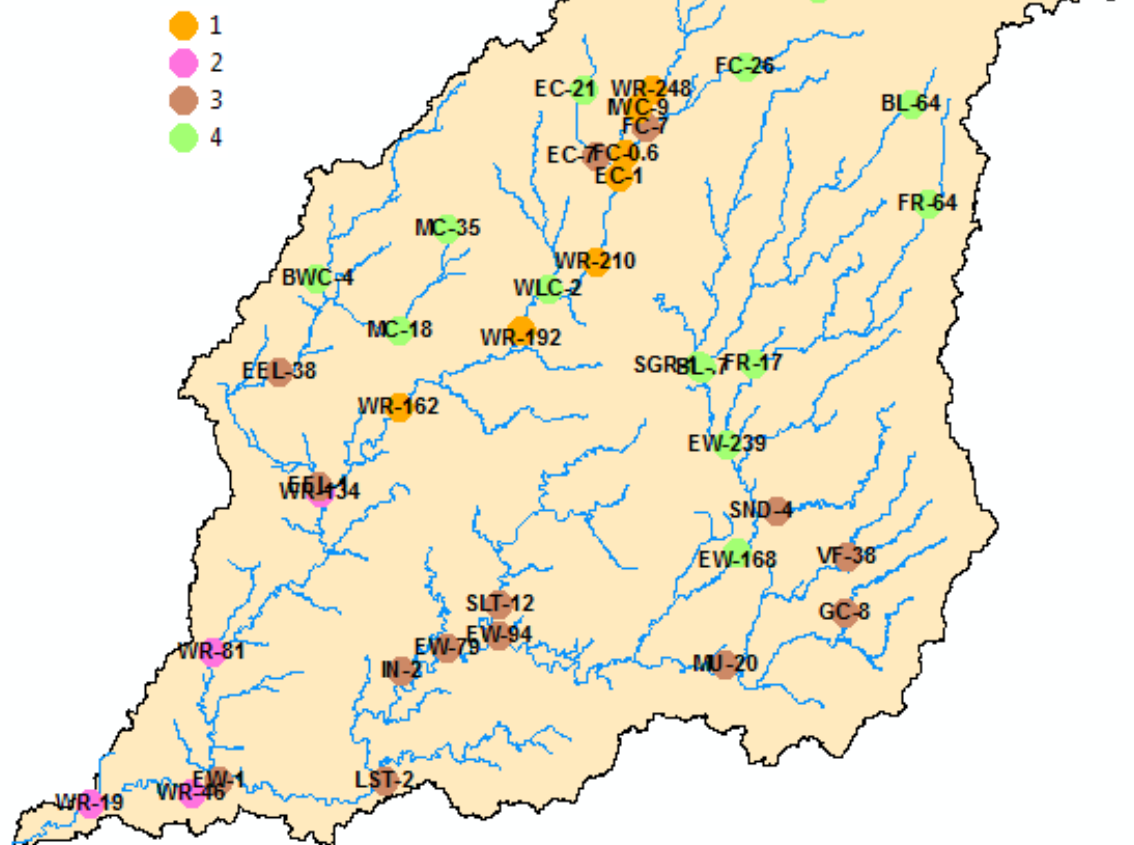 1
2
3
4
FC-26
EC-21
WR-248
BL-64
FC-7
EC-7
FC-0.6
EC-1
FR-64
MC-35
WR-210
BWC-4
WLC-2
MC-18
WR-192
EEL-38
BL-.7
FR-17
WR-162
EW-239
WR-134
SND-4
EW-168
VF-38
SLT-12
GC-8
EW-94
EW-79
WR-81
IN-2
MU-20
EW-1
LST-2
WR-46
WR-19